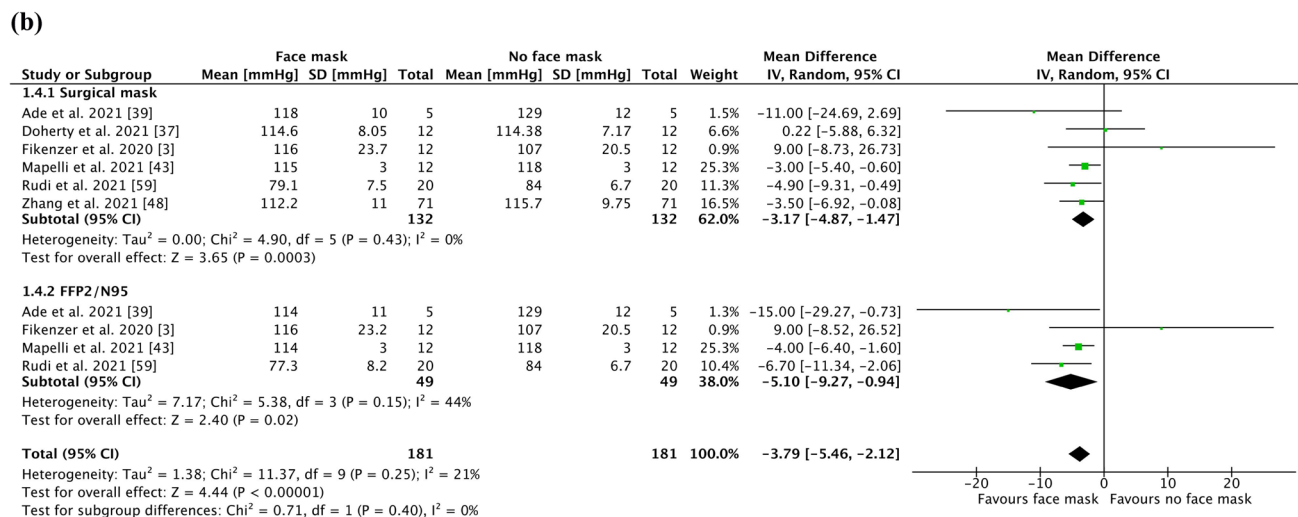 (b)
Face mask No face mask Mean Difference Mean Difference
Study or Subgroup Mean [mmHg] SD [mmHg] Total Mean [mmHg] SD [mmHg] Total Weight IV, Random, 95% CI IV, Random, 95% CI
1.4.1 Surgical mask
Ade et al. 2021 [39] 118 10 5 129 12 5 1.5% -11.00 [-24.69, 2.69]
Doherty et al. 2021 [37] 114.6 8.05 12 114.38 7.17 12 6.6% 0.22 [-5.88, 6.32]
Fikenzer et al. 2020 [3] 116 23.7 12 107 20.5 12 0.9% 9.00 [-8.73, 26.73]
Mapelli et al. 2021 [43] 115 3 12 118 3 12 25.3% -3.00 [-5.40, -0.60]
Rudi et al. 2021 [59] 79.1 7.5 20 84 6.7 20 11.3% -4.90 [-9.31, -0.49]
Zhang et al. 2021 [48] 112.2 11 71 115.7 9.75 71 16.5% -3.50 [-6.92, -0.08]
Subtotal (95% CI) 132 132 62.0% -3.17 [-4.87, -1.47]
Heterogeneity: Tau² = 0.00; Chi² = 4.90, df = 5 (P = 0.43); I² = 0%
Test for overall effect: Z = 3.65 (P = 0.0003)
1.4.2 FFP2/N95
Ade et al. 2021 [39] 114 11 5 129 12 5 1.3% -15.00 [-29.27, -0.73]
Fikenzer et al. 2020 [3] 116 23.2 12 107 20.5 12 0.9% 9.00 [-8.52, 26.52]
Mapelli et al. 2021 [43] 114 3 12 118 3 12 25.3% -4.00 [-6.40, -1.60]
Rudi et al. 2021 [59] 77.3 8.2 20 84 6.7 20 10.4% -6.70 [-11.34, -2.06]
Subtotal (95% CI) 49 49 38.0% -5.10 [-9.27, -0.94]
Heterogeneity: Tau² = 7.17; Chi² = 5.38, df = 3 (P = 0.15); I² = 44%
Test for overall effect: Z = 2.40 (P = 0.02)
Total (95% CI) 181 181 100.0% -3.79 [-5.46, -2.12]
Heterogeneity: Tau² = 1.38; Chi² = 11.37, df = 9 (P = 0.25); I² = 21%
Test for overall effect: Z = 4.44 (P < 0.00001)
Test for subgroup differences: Chi² = 0.71, df = 1 (P = 0.40), I² = 0%
-20 -10 0 10 20
Favours face mask Favours no face mask